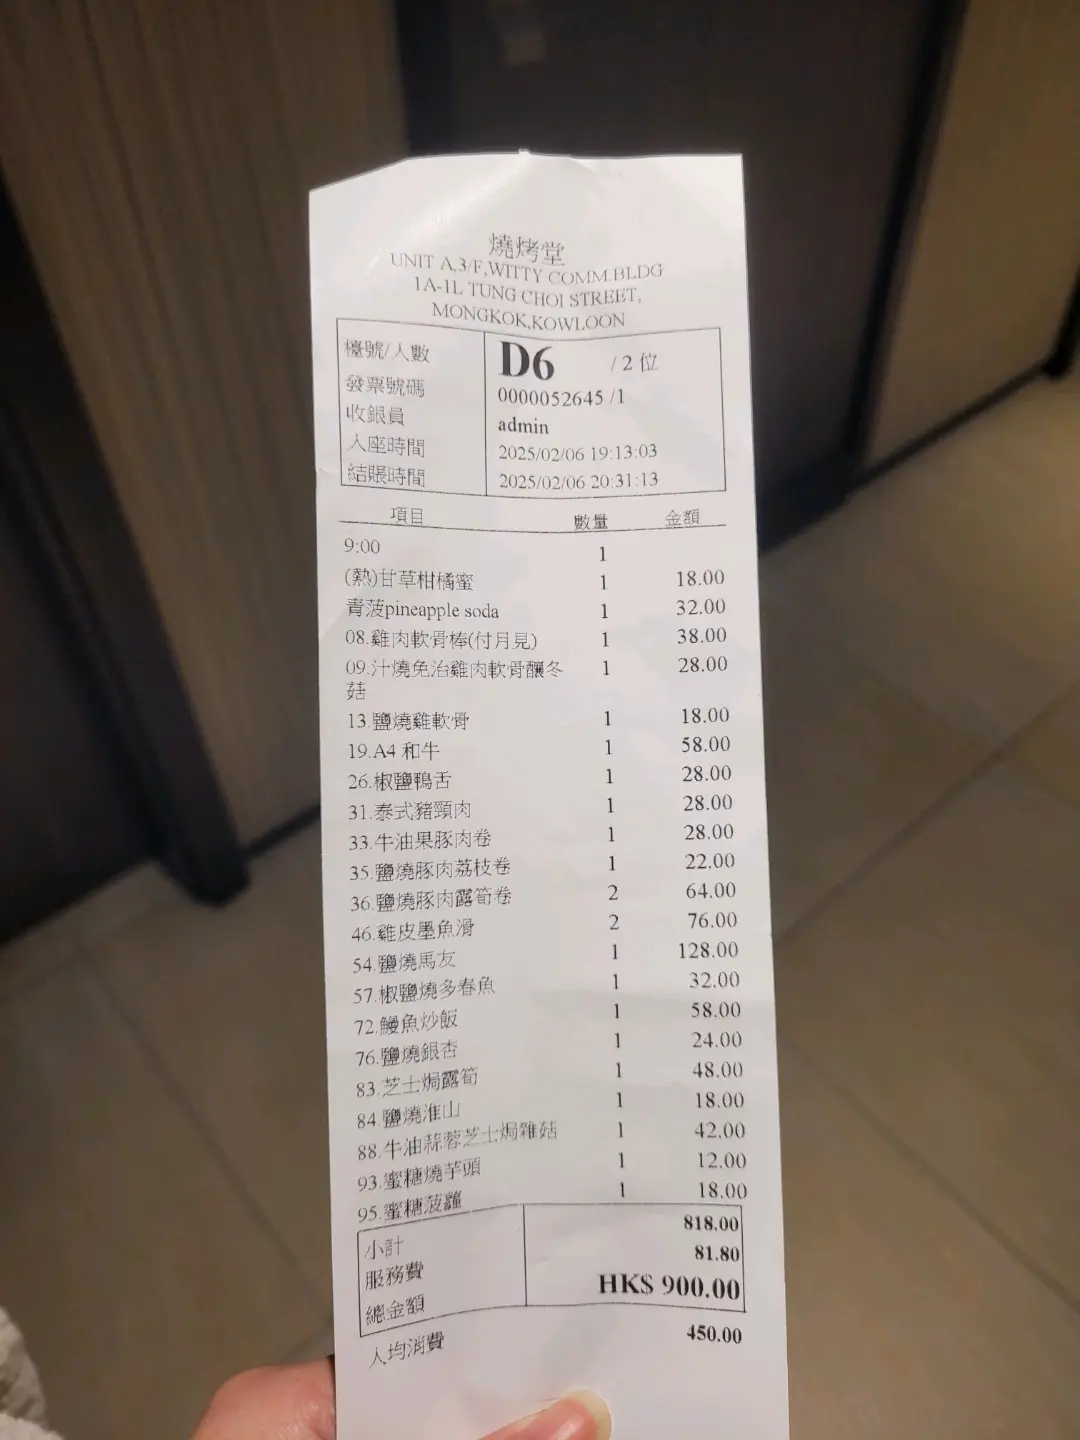 燒烤堂
UNIT A,3/F,WITTY COMM.BLDG
1A-1L TUNG CHOI STREET,
MONGKOK,KOWLOON
檯號/人數 D6 /2 位
發票號碼 0000052645 /1
收銀員 admin
入座時間 2025/02/06 19:13:03
結賬時間 2025/02/06 20:31:13
項目 數量 金額
9:00 1
(熱)甘草柑橘蜜 1 18.00
青菠pineapple soda 1 32.00
08.雞肉軟骨棒(付月見) 1 38.00
09.汁燒免治雞肉軟骨釀冬 1 28.00
菇
13.鹽燒雞軟骨 1 18.00
19.A4 和牛 1 58.00
26.椒鹽鴨舌 1 28.00
31.泰式豬頸肉 1 28.00
33.牛油果豚肉卷 1 28.00
35.鹽燒豚肉荔枝卷 1 22.00
36.鹽燒豚肉露筍卷 2 64.00
46.雞皮墨魚滑 2 76.00
54.鹽燒馬友 1 128.00
57.椒鹽燒多春魚 1 32.00
72.鰻魚炒飯 1 58.00
76.鹽燒銀杏 1 24.00
83.芝士焗露筍 1 48.00
84.鹽燒淮山 1 18.00
88.牛油蒜蓉芝士焗雜菇 1 42.00
93.蜜糖燒芋頭 1 12.00
95.蜜糖菠蘿 1 18.00
小計 818.00
服務費 81.80
總金額 HK$ 900.00
人均消費 450.00